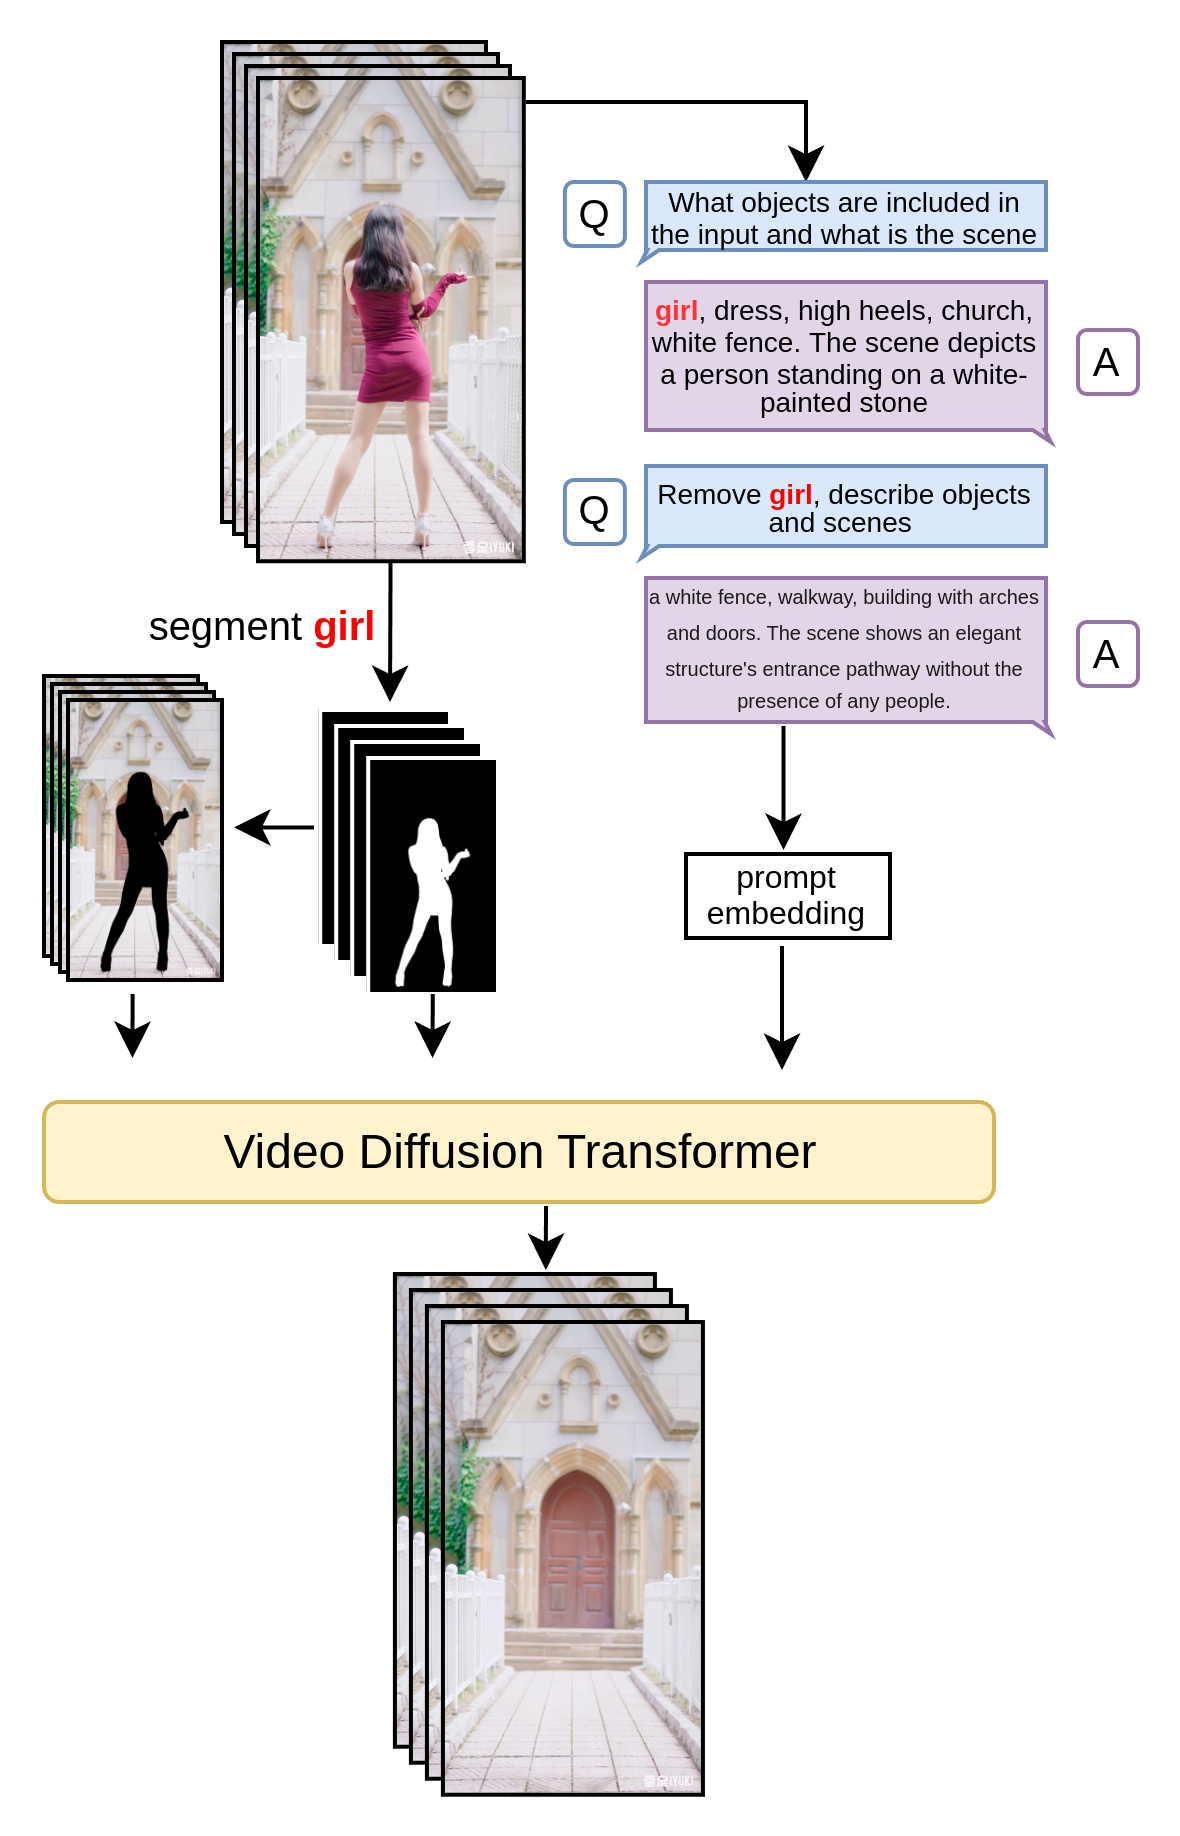 Q
What objects are included in
the input and what is the scene
girl, dress, high heels, church,
white fence. The scene depicts
a person standing on a white-
painted stone
A
Q
Remove girl, describe objects
and scenes
a white fence, walkway, building with arches
and doors. The scene shows an elegant
structure's entrance pathway without the
presence of any people.
A
segment girl
prompt
embedding
Video Diffusion Transformer